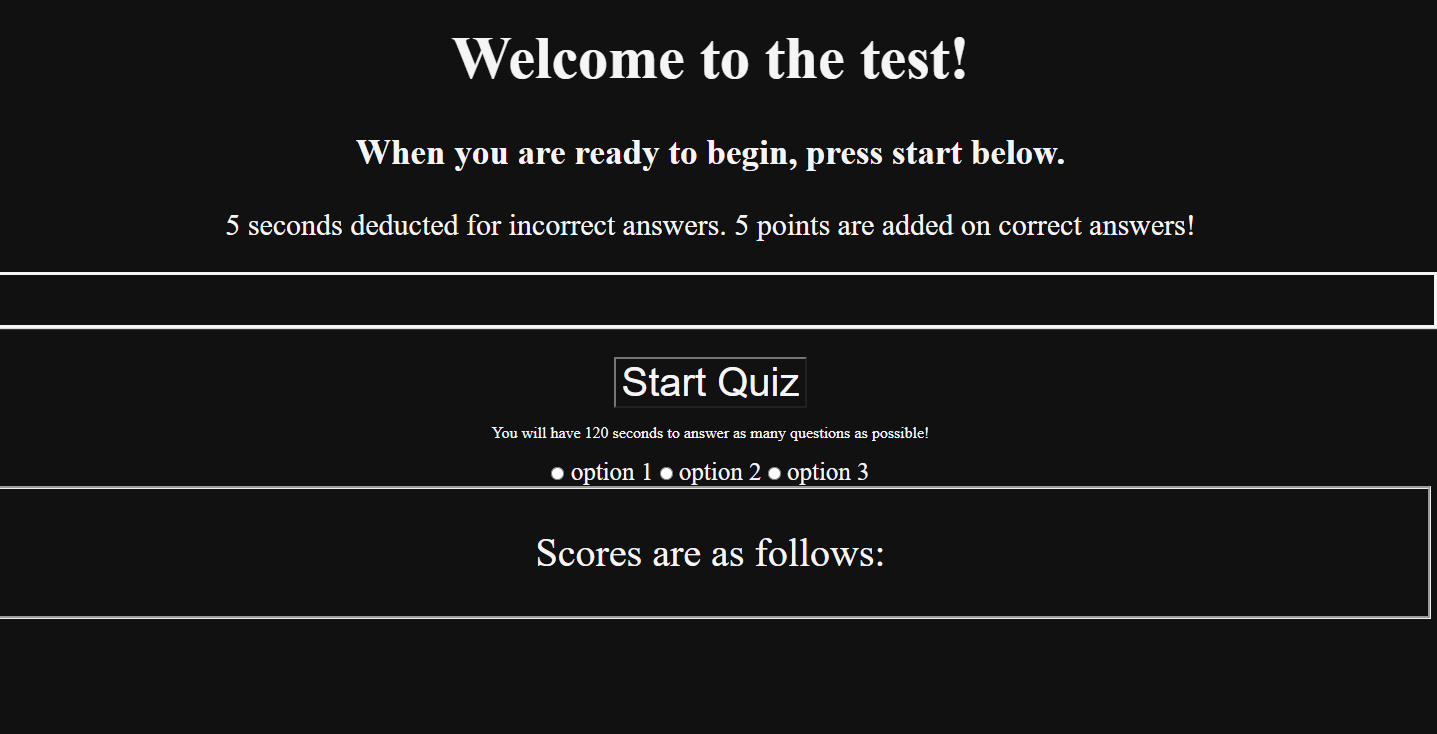 Welcome to the test!
When you are ready to begin, press start below.
5 seconds deducted for incorrect answers. 5 points are added on correct answers!
Start Quiz
You will have 120 seconds to answer as many questions as possible!
option 1 option 2 option 3
Scores are as follows: